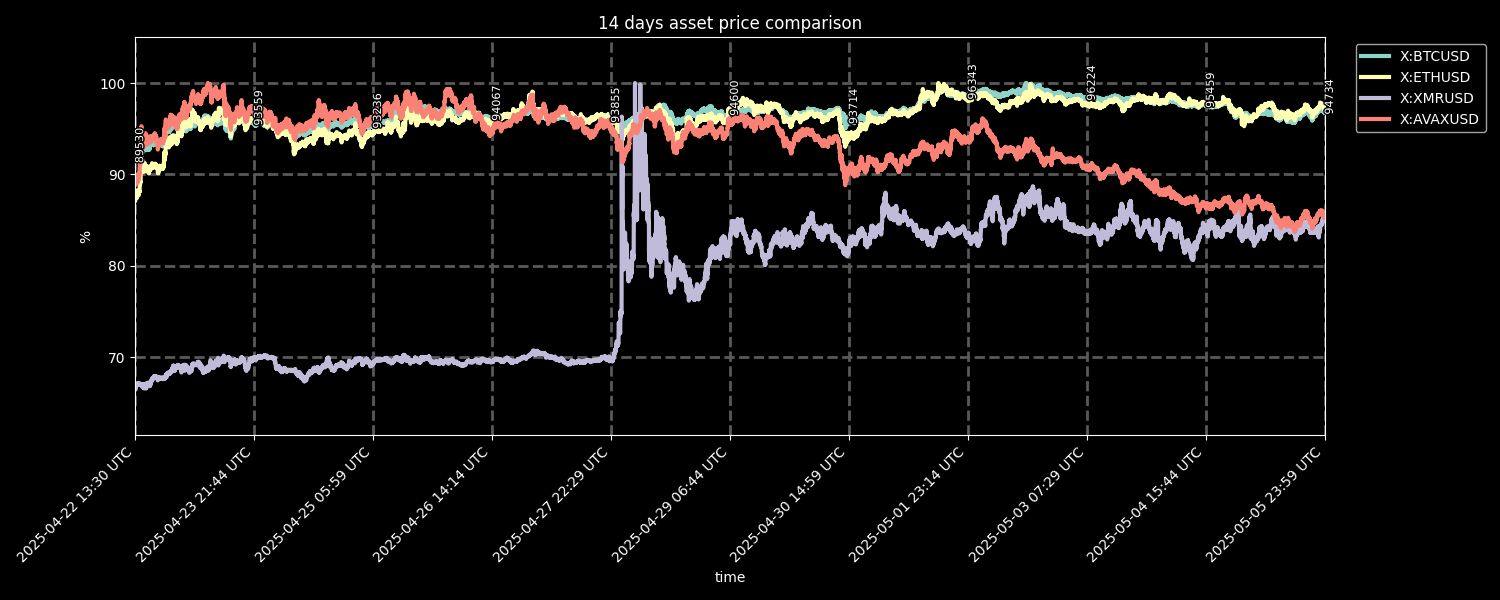 14 days asset price comparison
X:BTCUSD
X:ETHUSD
X:XMRUSD
X:AVAXUSD
100
90
80
70
%
89530
93559
93236
94067
93855
94600
93714
96343
96224
95459
94734
2025-04-22 13:30 UTC
2025-04-23 21:44 UTC
2025-04-25 05:59 UTC
2025-04-26 14:14 UTC
2025-04-27 22:29 UTC
2025-04-29 06:44 UTC
2025-04-30 14:59 UTC
2025-05-01 23:14 UTC
2025-05-03 07:29 UTC
2025-05-04 15:44 UTC
2025-05-05 23:59 UTC
time